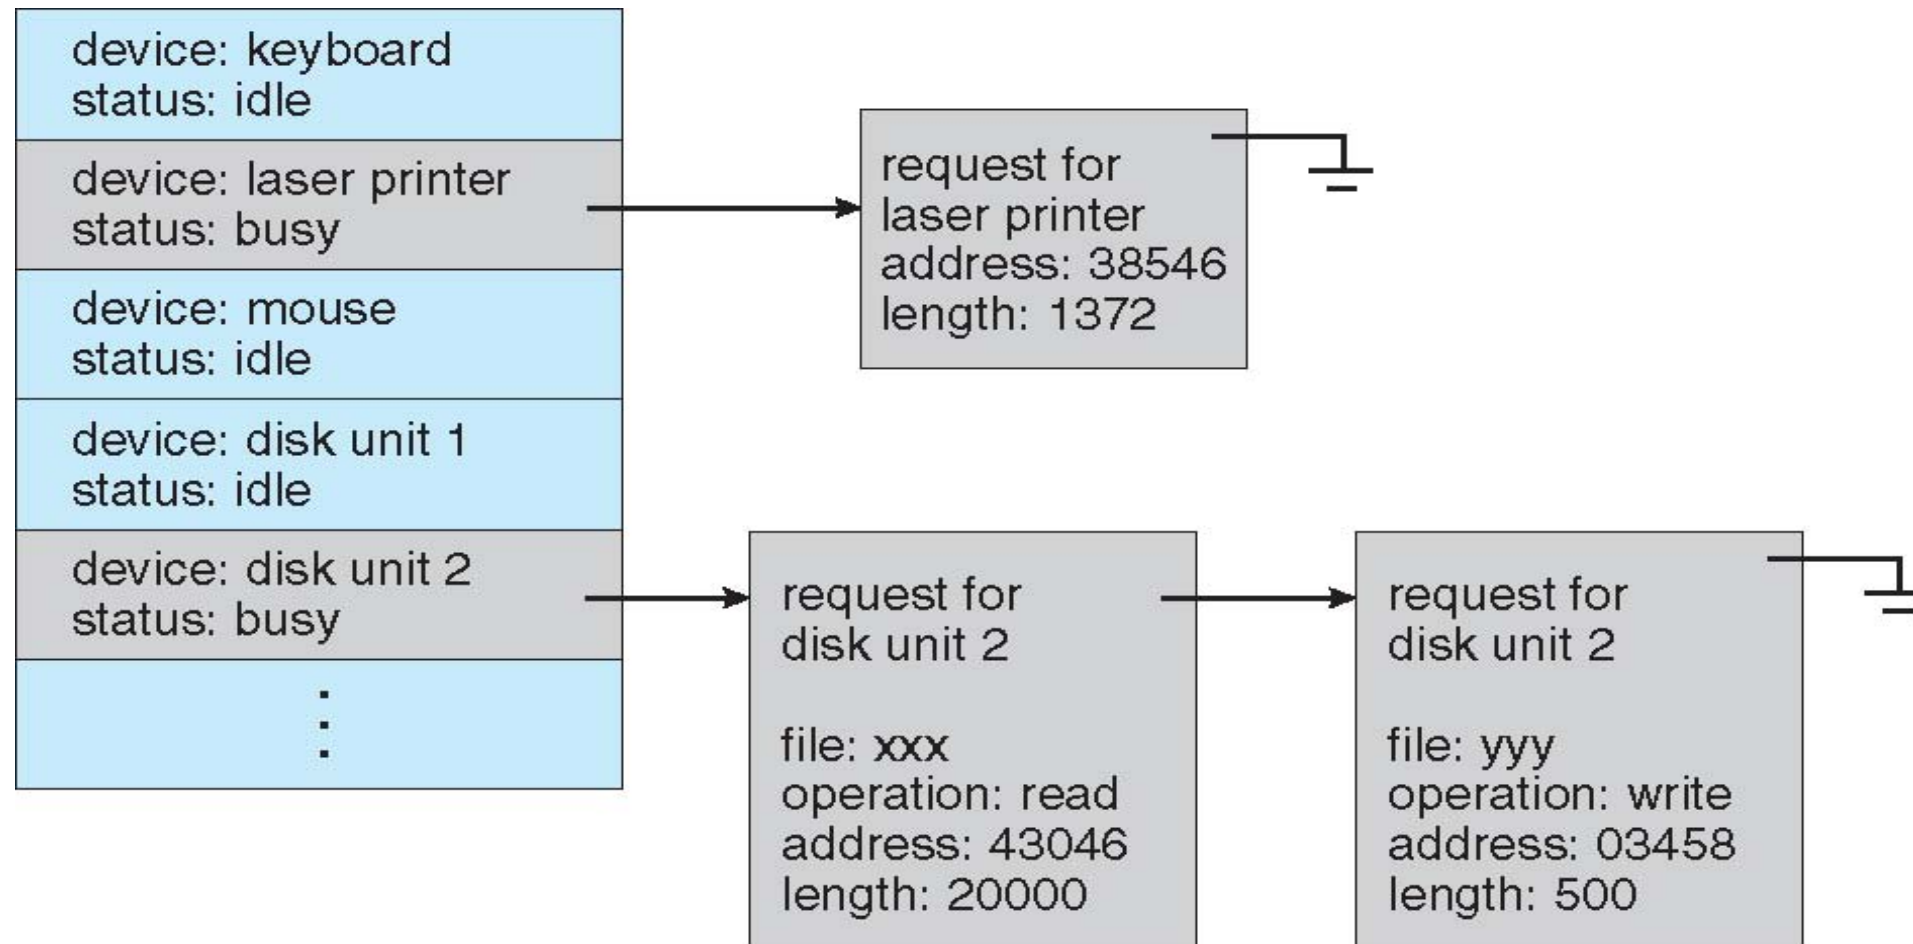 device: keyboard
status: idle
device: laser printer
status: busy
device: mouse
status: idle
device: disk unit 1
status: idle
device: disk unit 2
status: busy
request for
laser printer
address: 38546
length: 1372
request for
disk unit 2
file: xxx
operation: read
address: 43046
length: 20000
request for
disk unit 2
file: yyy
operation: write
address: 03458
length: 500